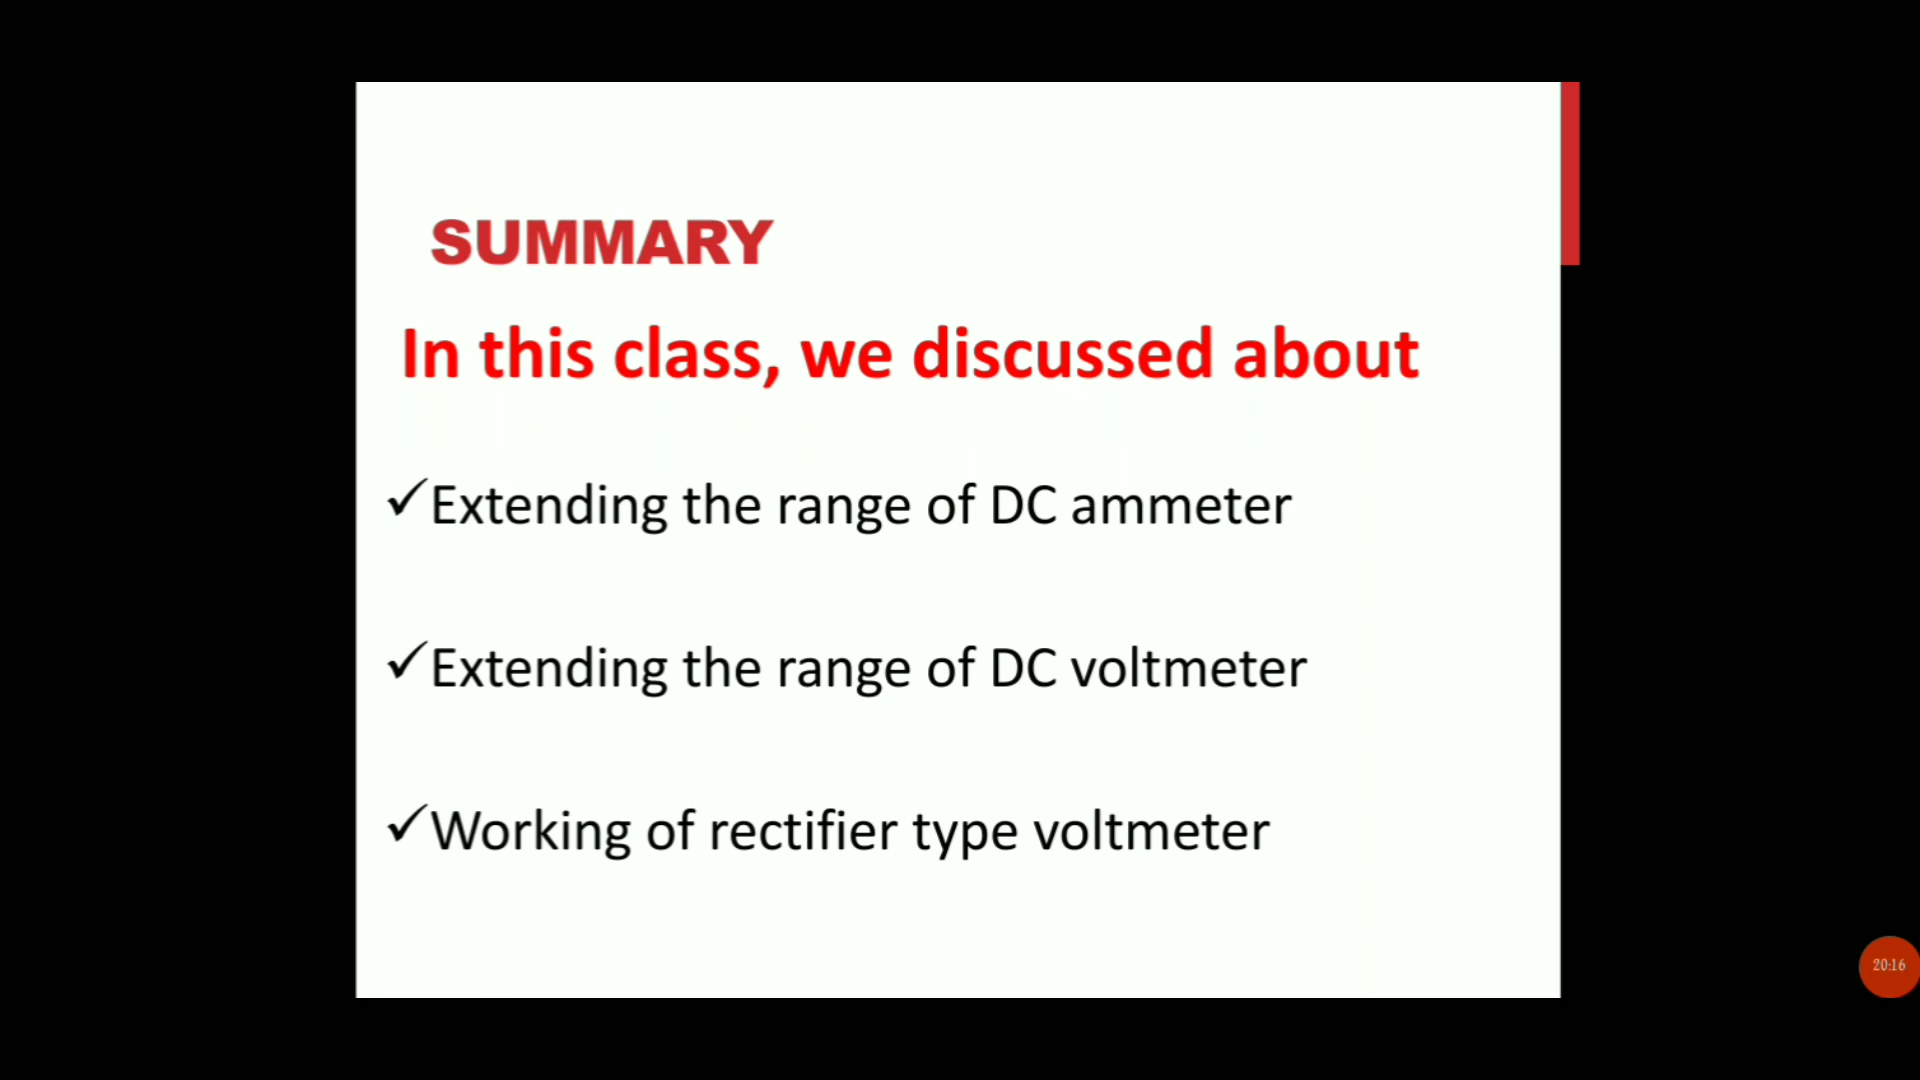 SUMMARY
In this class, we discussed about
✓Extending the range of DC ammeter
✓Extending the range of DC voltmeter
✓Working of rectifier type voltmeter
20:16